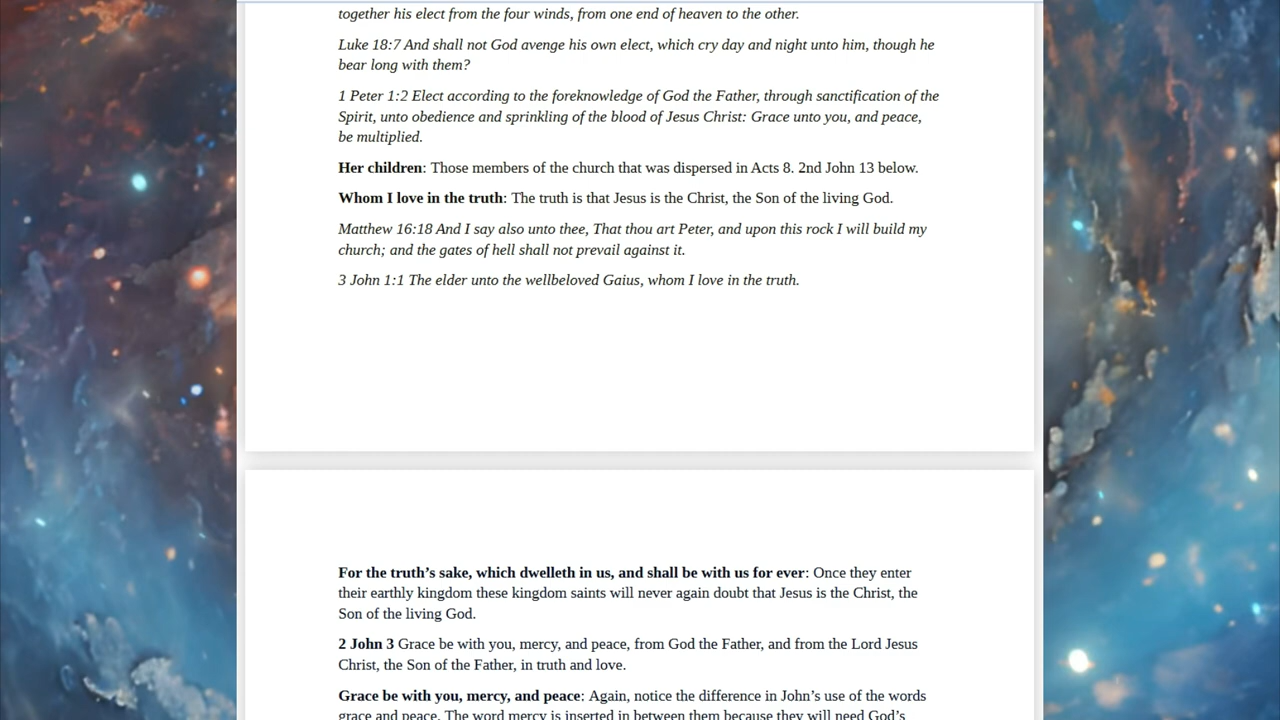 together his elect from the four winds, from one end of heaven to the other.
Luke 18:7 And shall not God avenge his own elect, which cry day and night unto him, though he
bear long with them?
1 Peter 1:2 Elect according to the foreknowledge of God the Father, through sanctification of the
Spirit, unto obedience and sprinkling of the blood of Jesus Christ: Grace unto you, and peace,
be multiplied.
Her children: Those members of the church that was dispersed in Acts 8. 2nd John 13 below.
Whom I love in the truth: The truth is that Jesus is the Christ, the Son of the living God.
Matthew 16:18 And I say also unto thee, That thou art Peter, and upon this rock I will build my
church; and the gates of hell shall not prevail against it.
3 John 1:1 The elder unto the wellbeloved Gaius, whom I love in the truth.
For the truth’s sake, which dwelleth in us, and shall be with us for ever: Once they enter
their earthly kingdom these kingdom saints will never again doubt that Jesus is the Christ, the
Son of the living God.
2 John 3 Grace be with you, mercy, and peace, from God the Father, and from the Lord Jesus
Christ, the Son of the Father, in truth and love.
Grace be with you, mercy, and peace: Again, notice the difference in John’s use of the words
grace and peace. The word mercy is inserted in between them because they will need God’s